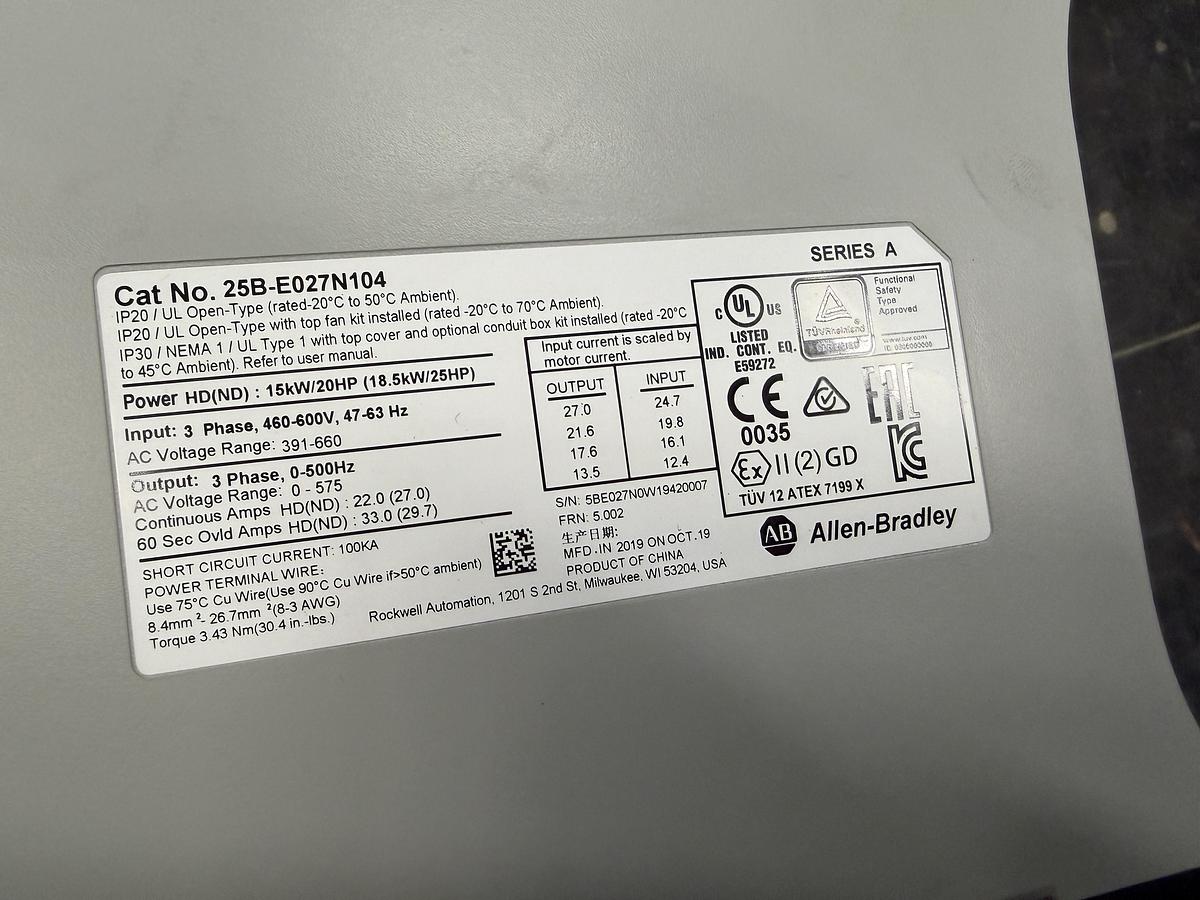 SERIES A
Cat No. 25B-E027N104
IP20 / UL Open-Type (rated-20°C to 50°C Ambient).
IP20 / UL Open-Type with top fan kit installed (rated -20°C to 70°C Ambient).
IP30 / NEMA 1 / UL Type 1 with top cover and optional conduit box kit installed (rated -20°C
to 45°C Ambient). Refer to user manual.
Power HD(ND) : 15kW/20HP (18.5kW/25HP)
Input: 3 Phase, 460-600V, 47-63 Hz
AC Voltage Range: 391-660
Output: 3 Phase, 0-500Hz
AC Voltage Range: 0 - 575
Continuous Amps HD(ND) : 22.0 (27.0)
60 Sec Ovld Amps HD(ND) : 33.0 (29.7)
SHORT CIRCUIT CURRENT: 100KA
POWER TERMINAL WIRE:
Use 75°C Cu Wire(Use 90°C Cu Wire if>50°C ambient)
8.4mm ²- 26.7mm ²(8-3 AWG)
Torque 3.43 Nm(30.4 in.-lbs.)
Input current is scaled by
motor current.
OUTPUT INPUT
27.0 24.7
21.6 19.8
17.6 16.1
13.5 12.4
S/N: 5BE027N0W19420007
FRN: 5.002
生产日期:
MFD.IN 2019 ON OCT.19
PRODUCT OF CHINA
Rockwell Automation, 1201 S 2nd St, Milwaukee, WI 53204, USA
C UL US
LISTED
IND. CONT. EQ.
E59272
TÜVRheinland
Functional
Safety
Type
Approved
www.tuv.com
CE
0035
EAC
KC
Ex II (2) GD
TÜV 12 ATEX 7199 X
AB Allen-Bradley